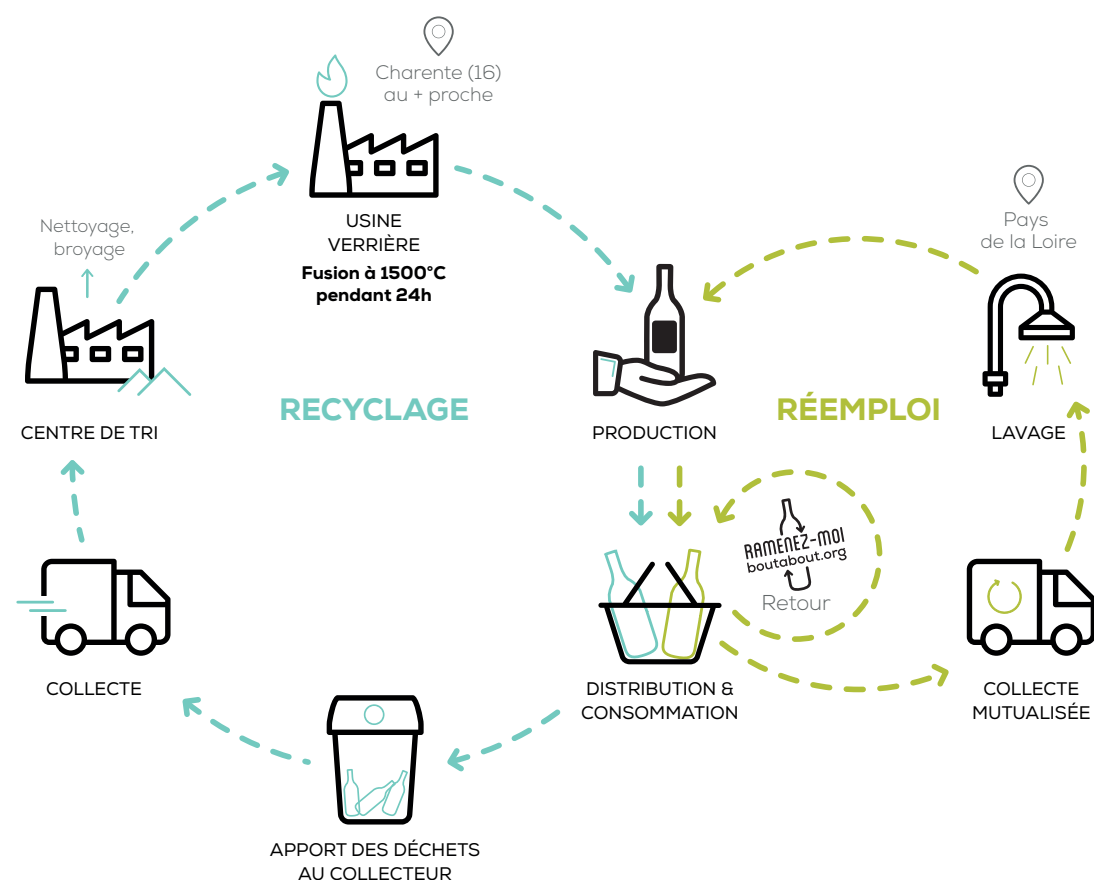 Charente (16)
au + proche
USINE
VERRIÈRE
Fusion à 1500°C
pendant 24h
Nettoyage,
broyage
CENTRE DE TRI
RECYCLAGE
PRODUCTION
RÉEMPLOI
Pays
de la Loire
LAVAGE
RAMENEZ-MOI
boutabout.org
Retour
COLLECTE
DISTRIBUTION &
CONSOMMATION
COLLECTE
MUTUALISÉE
APPORT DES DÉCHETS
AU COLLECTEUR